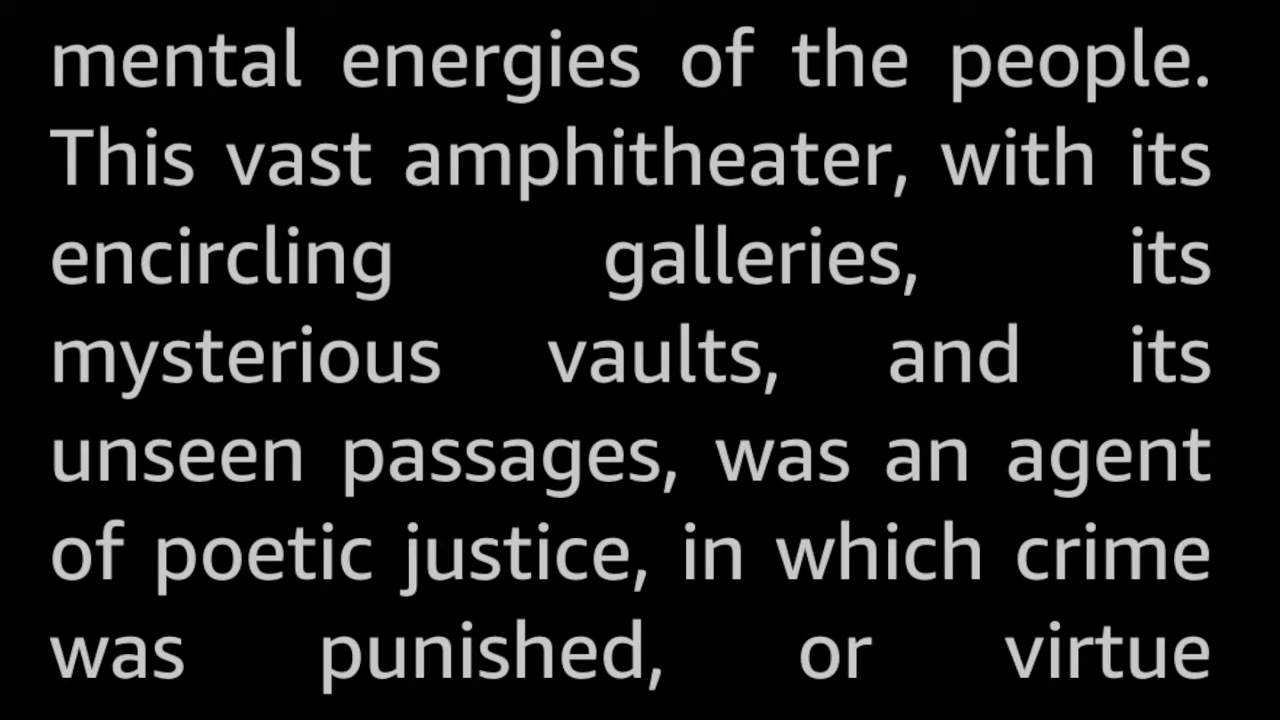 mental energies of the people.
This vast amphitheater, with its
encircling galleries, its
mysterious vaults, and its
unseen passages, was an agent
of poetic justice, in which crime
was punished, or virtue